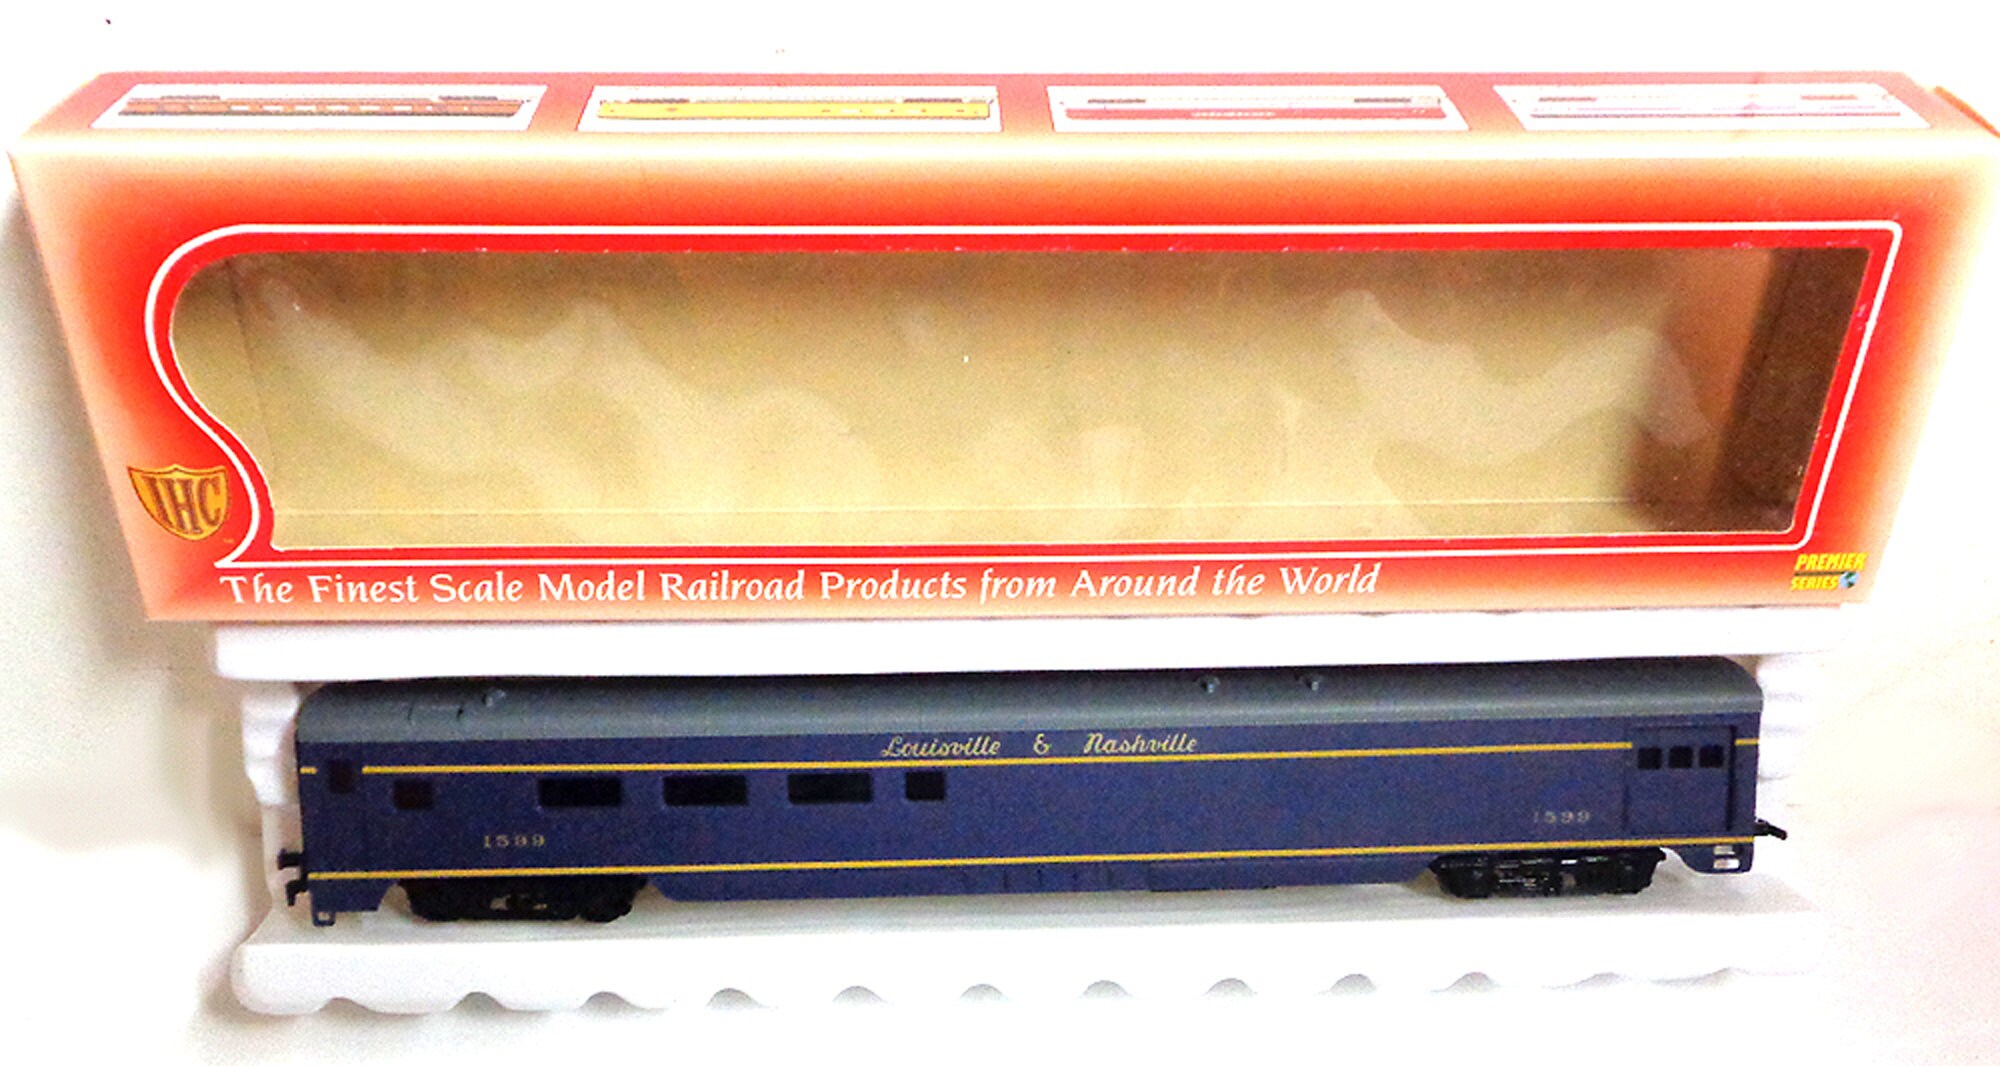 IHC
The Finest Scale Model Railroad Products from Around the World
PREMIER
SERIES
Louisville & Nashville
1599
1599